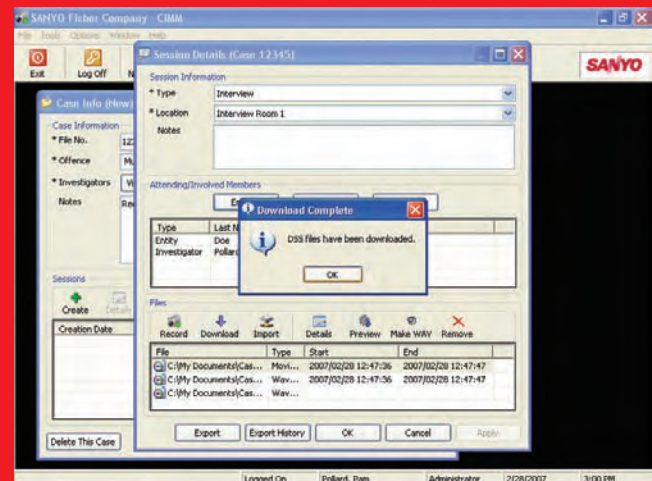 SANYO Fisher Company - CIMM
File Tools Options Window Help
Exit Log Off N
SANYO
Case Info (New)
Case Information
* File No. 123
* Offence Mu
* Investigators
Notes Re
Sessions
Create Details
Creation Date
Delete This Case
Session Details (Case 12345)
Session Information
* Type Interview
* Location Interview Room 1
Notes
Attending/Involved Members
Type Last N
Entity Doe
Investigator Pollard
Download Complete
DSS files have been downloaded.
OK
Files
Record Download Import Details Preview Make WAV Remove
File Type Start End
C:\My Documents\Cas... Movi... 2007/02/28 12:47:36 2007/02/28 12:47:47
C:\My Documents\Cas... Wav... 2007/02/28 12:47:36 2007/02/28 12:47:47
C:\My Documents\Cas... Wav...
Export Export History OK Cancel Apply
Logged On Pollard, Pam Administrator 2/28/2007 3:00 PM